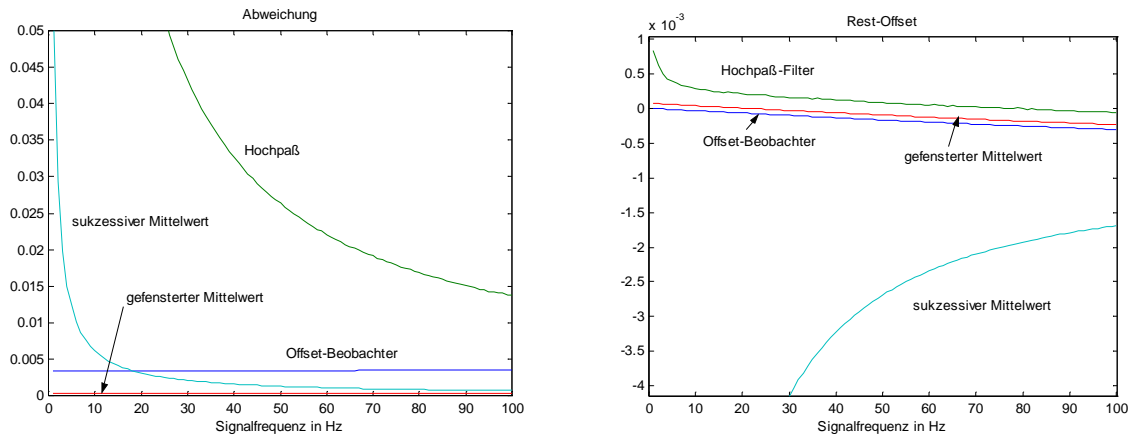 Abweichung
0.05
0.045
0.04
0.035
0.03
0.025
0.02
0.015
0.01
0.005
0
Hochpaß
sukzessiver Mittelwert
gefensterter Mittelwert
Offset-Beobachter
0 10 20 30 40 50 60 70 80 90 100
Signalfrequenz in Hz
Rest-Offset
x 10^-3
1
0.5
0
-0.5
-1
-1.5
-2
-2.5
-3
-3.5
-4
Hochpaß-Filter
Offset-Beobachter
gefensterter Mittelwert
sukzessiver Mittelwert
0 10 20 30 40 50 60 70 80 90 100
Signalfrequenz in Hz